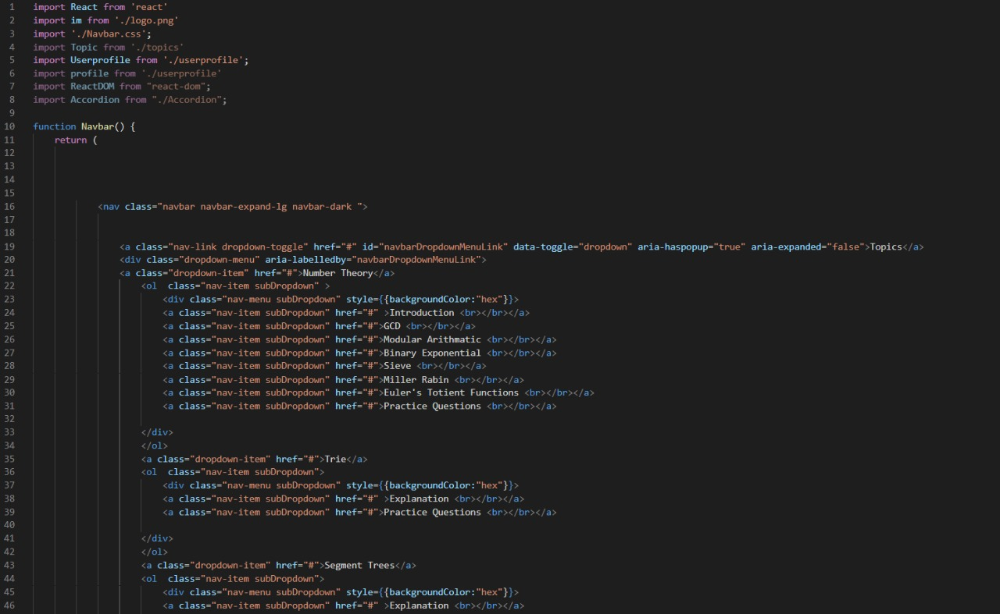 1 import React from 'react'
2 import im from './logo.png'
3 import './Navbar.css';
4 import Topic from './topics'
5 import Userprofile from './userprofile';
6 import profile from './userprofile'
7 import ReactDOM from "react-dom";
8 import Accordion from "./Accordion";
9
10 function Navbar() {
11 return (
12
13
14
15
16 <nav class="navbar navbar-expand-lg navbar-dark ">
17
18
19 <a class="nav-link dropdown-toggle" href="#" id="navbarDropdownMenuLink" data-toggle="dropdown" aria-haspopup="true" aria-expanded="false">Topics</a>
20 <div class="dropdown-menu" aria-labelledby="navbarDropdownMenuLink">
21 <a class="dropdown-item" href="#">Number Theory</a>
22 <ol  class="nav-item subDropdown" >
23 <div class="nav-menu subDropdown" style={{backgroundColor:"hex"}}>
24 <a class="nav-item subDropdown" href="#" >Introduction <br></br></a>
25 <a class="nav-item subDropdown" href="#">GCD <br></br></a>
26 <a class="nav-item subDropdown" href="#">Modular Arithmatic <br></br></a>
27 <a class="nav-item subDropdown" href="#">Binary Exponential <br></br></a>
28 <a class="nav-item subDropdown" href="#">Sieve <br></br></a>
29 <a class="nav-item subDropdown" href="#">Miller Rabin <br></br></a>
30 <a class="nav-item subDropdown" href="#">Euler's Totient Functions <br></br></a>
31 <a class="nav-item subDropdown" href="#">Practice Questions <br></br></a>
32
33 </div>
34 </ol>
35 <a class="dropdown-item" href="#">Trie</a>
36 <ol  class="nav-item subDropdown">
37 <div class="nav-menu subDropdown" style={{backgroundColor:"hex"}}>
38 <a class="nav-item subDropdown" href="#" >Explanation <br></br></a>
39 <a class="nav-item subDropdown" href="#">Practice Questions <br></br></a>
40
41 </div>
42 </ol>
43 <a class="dropdown-item" href="#">Segment Trees</a>
44 <ol  class="nav-item subDropdown">
45 <div class="nav-menu subDropdown" style={{backgroundColor:"hex"}}>
46 <a class="nav-item subDropdown" href="#" >Explanation <br></br></a>